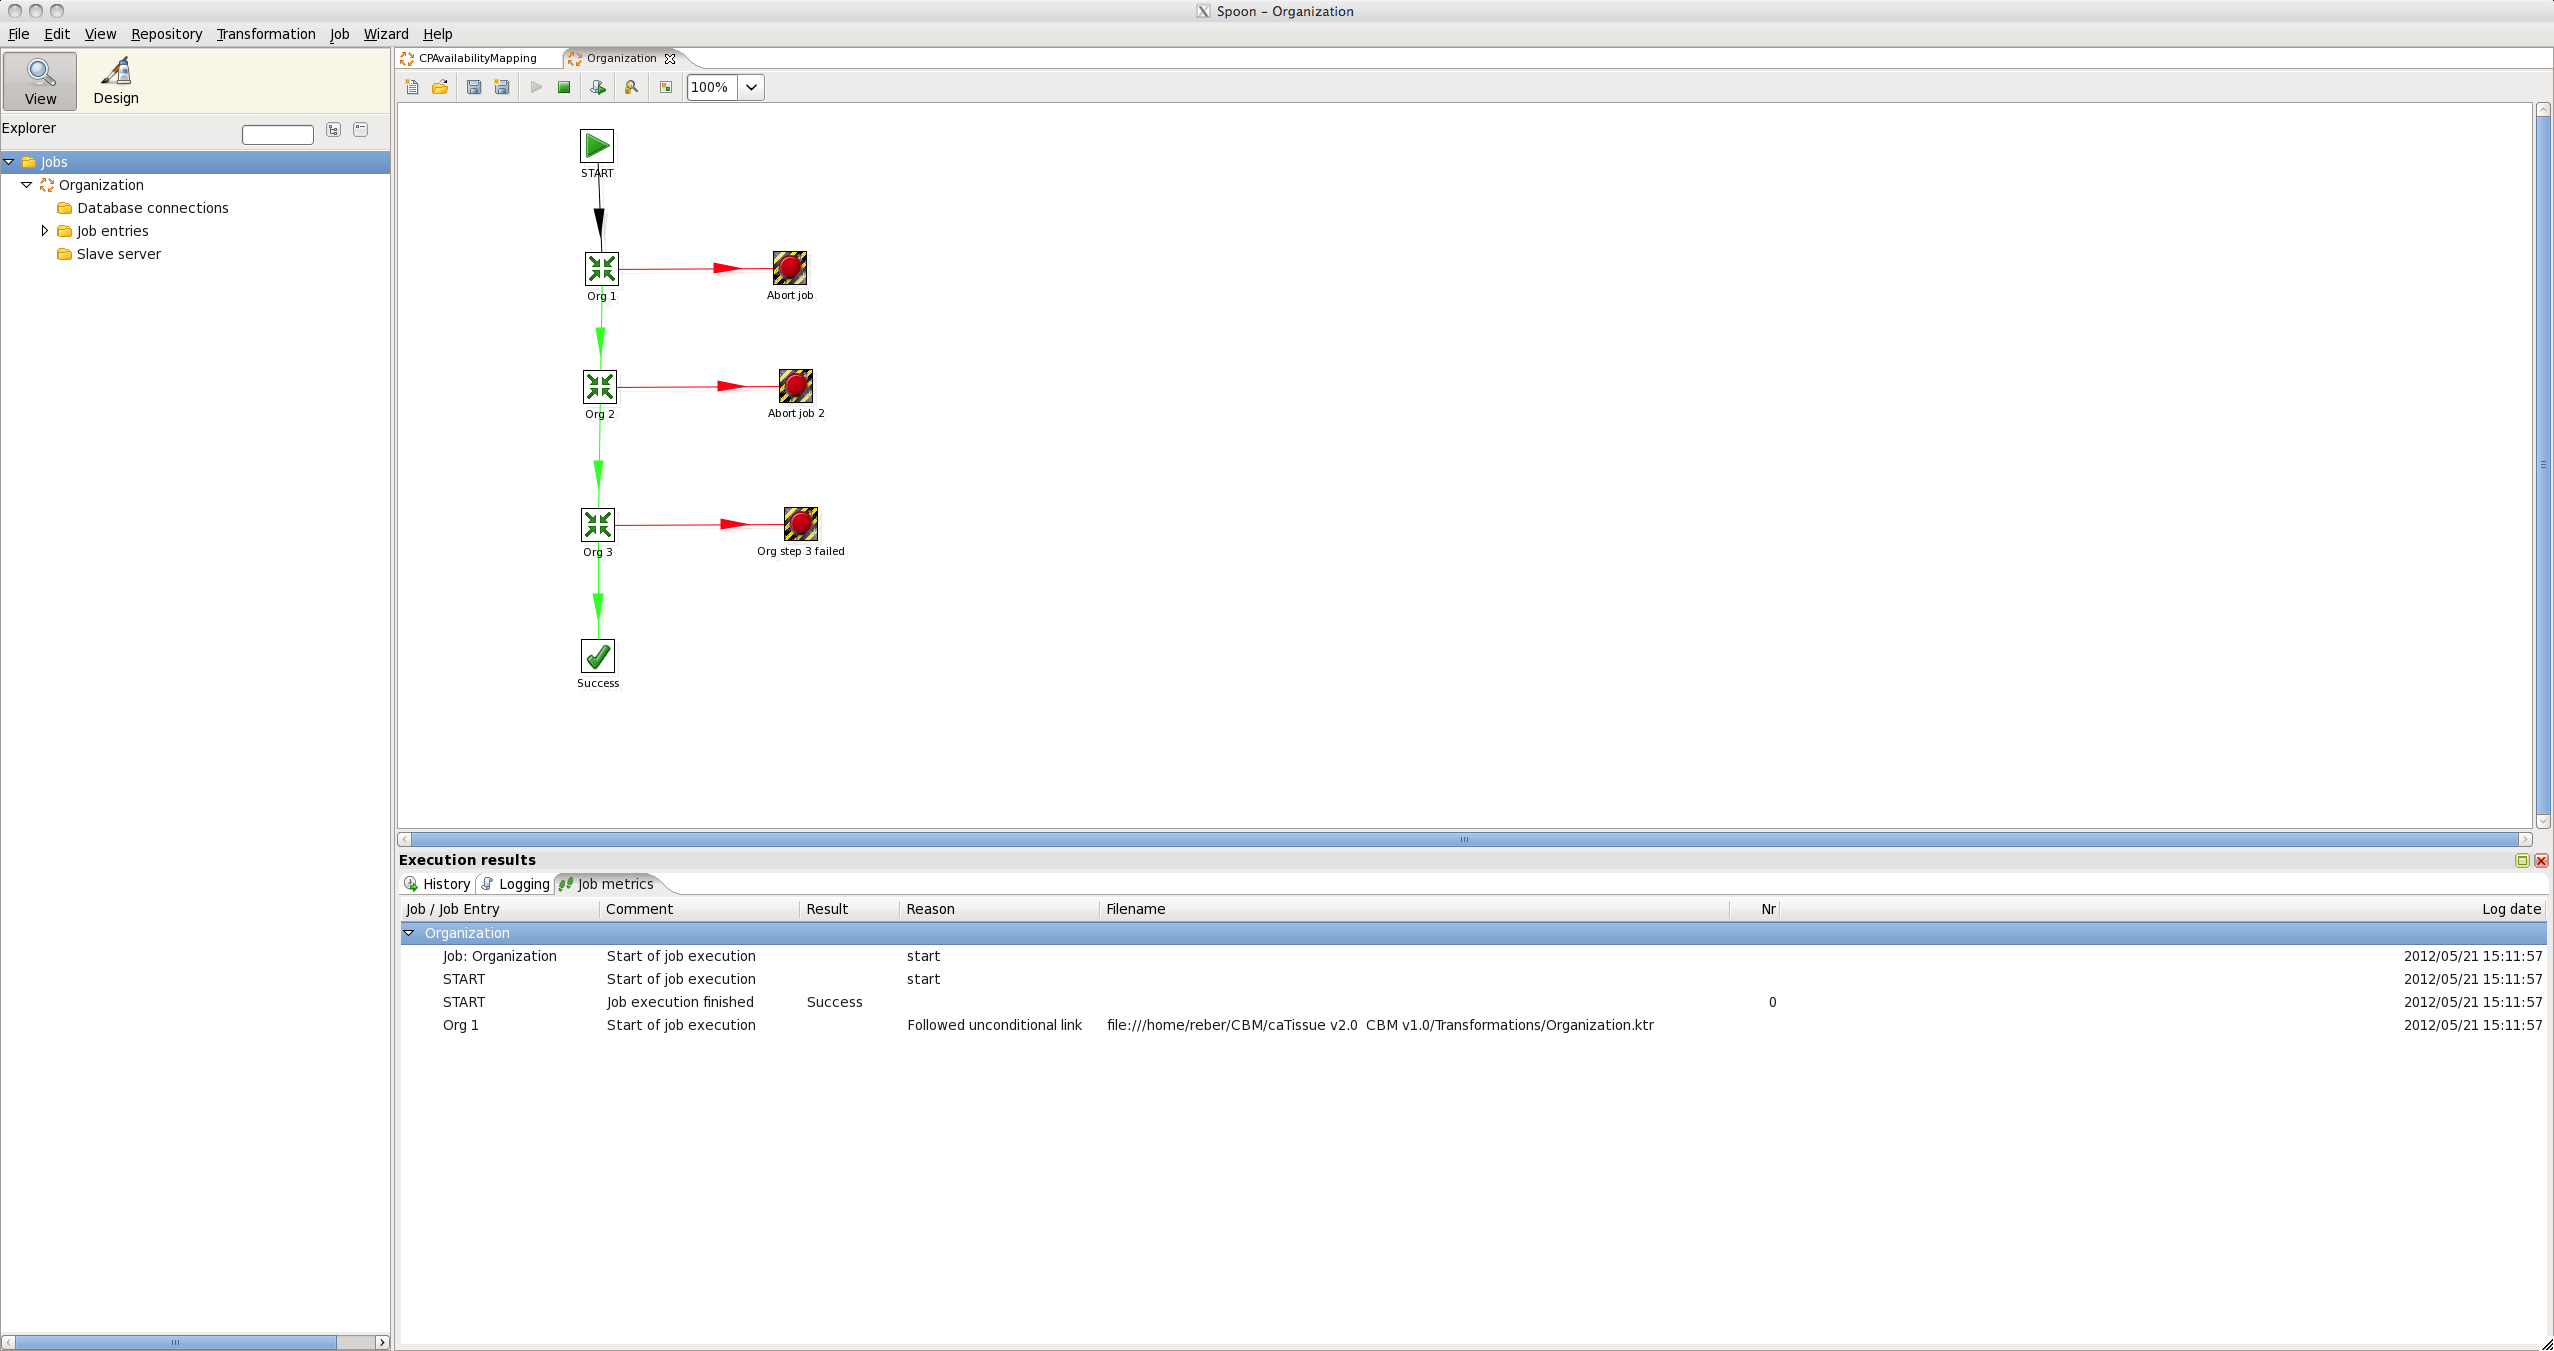 Spoon – Organization
File Edit View Repository Transformation Job Wizard Help
View Design
Explorer
Jobs
Organization
Database connections
Job entries
Slave server
CPAvailabilityMapping Organization
100%
START
Org 1 Abort job
Org 2 Abort job 2
Org 3 Org step 3 failed
Success
Execution results
History Logging Job metrics
Job / Job Entry Comment Result Reason Filename Nr Log date
Organization
Job: Organization Start of job execution start 2012/05/21 15:11:57
START Start of job execution start 2012/05/21 15:11:57
START Job execution finished Success 0 2012/05/21 15:11:57
Org 1 Start of job execution Followed unconditional link file:///home/reber/CBM/caTissue v2.0  CBM v1.0/Transformations/Organization.ktr 2012/05/21 15:11:57